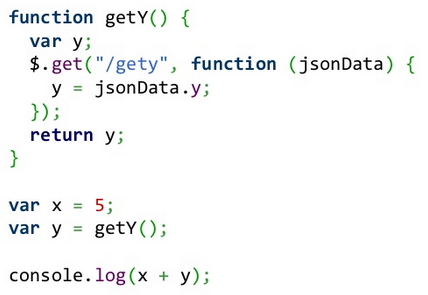 function getY() {
  var y;
  $.get("/gety", function (jsonData) {
    y = jsonData.y;
  });
  return y;
}

var x = 5;
var y = getY();

console.log(x + y);